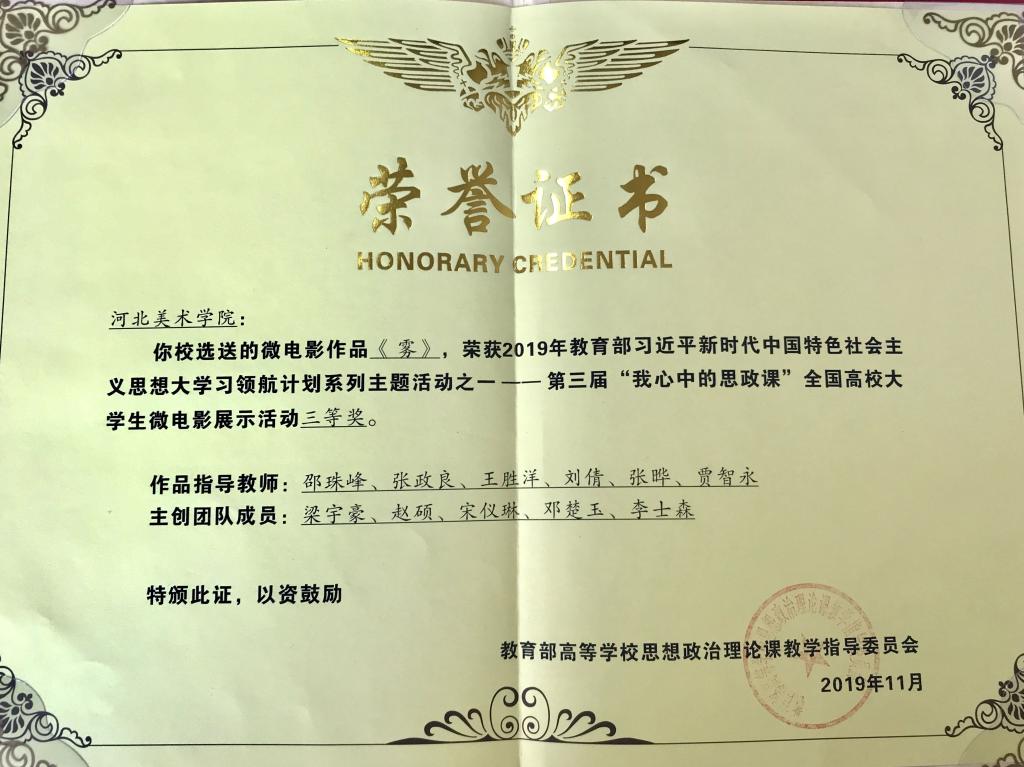 荣誉证书
HONORARY CREDENTIAL
河北美术学院：
你校选送的微电影作品《雾》，荣获2019年教育部习近平新时代中国特色社会主
义思想大学习领航计划系列主题活动之一——第三届“我心中的思政课”全国高校大
学生微电影展示活动三等奖。
作品指导教师：邵珠峰、张政良、王胜洋、刘倩、张晔、贾智永
主创团队成员：梁宇豪、赵硕、宋仪琳、邓楚玉、李士森
特颁此证，以资鼓励
教育部高等学校思想政治理论课教学指导委员会
2019年11月